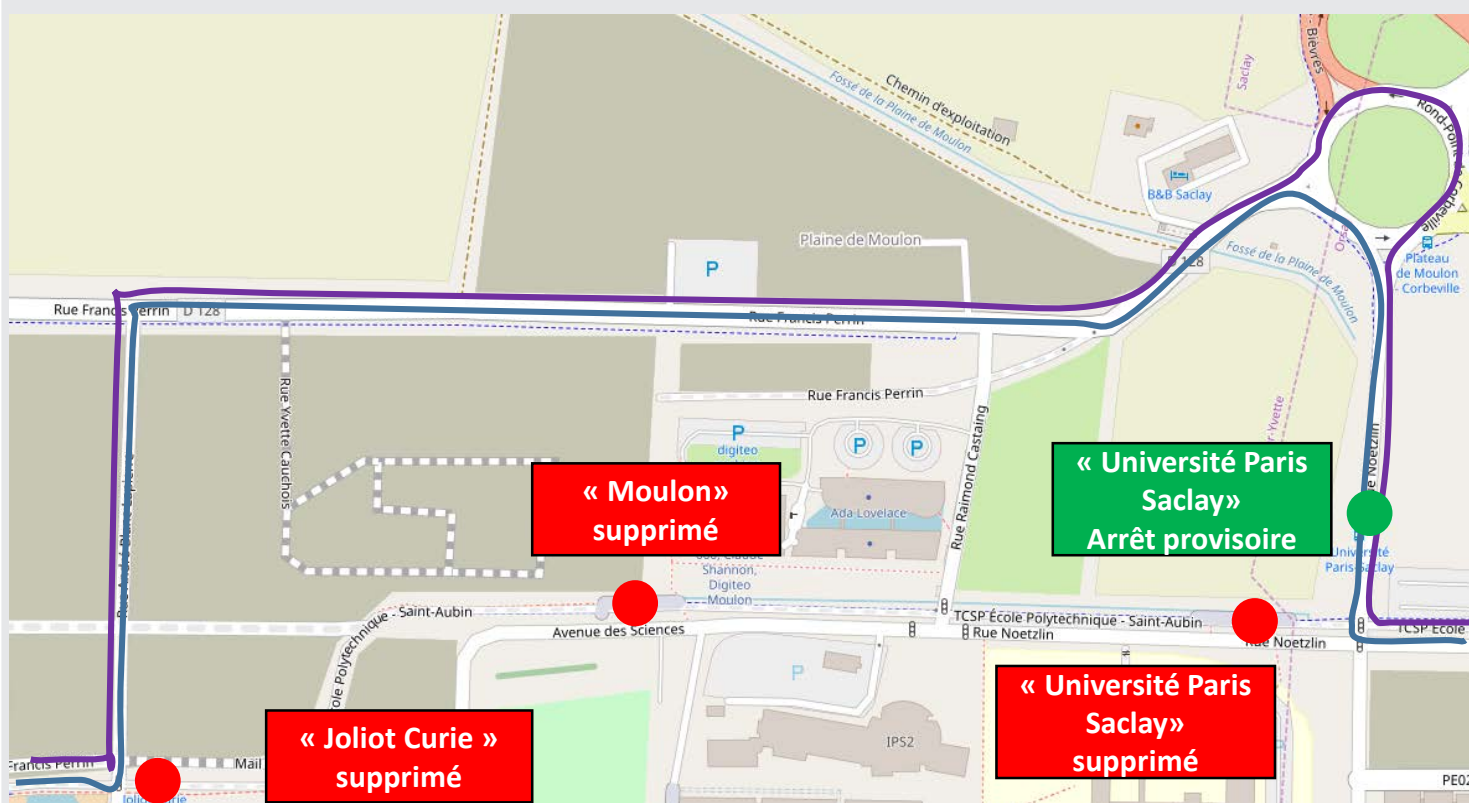 Bièvres
Saclay
Chemin d'exploitation
Fossé de la Plaine de Moulon
Rond-Point de Corbeville
B&B Saclay
Plaine de Moulon
P
D 128
Fossé de la Plaine de Moulon
Plateau
de Moulon
- Corbeville
Rue Francis Perrin
D 128
Rue Francis Perrin
Rue Yvette Cauchois
Rue Francis Perrin
Rue Raimond Castaing
P
digiteo
P
P
Ada Lovelace
« Moulon»
supprimé
Claude
Shannon,
Digiteo
Moulon
« Université Paris
Saclay»
Arrêt provisoire
Noetzlin
Université
Paris-Saclay
Polytechnique - Saint-Aubin
Avenue des Sciences
TCSP École Polytechnique - Saint-Aubin
Rue Noetzlin
Rue Noetzlin
TCSP École
P
IPS2
« Université Paris
Saclay»
supprimé
« Joliot Curie »
supprimé
Francis Perrin
Mail
PE02